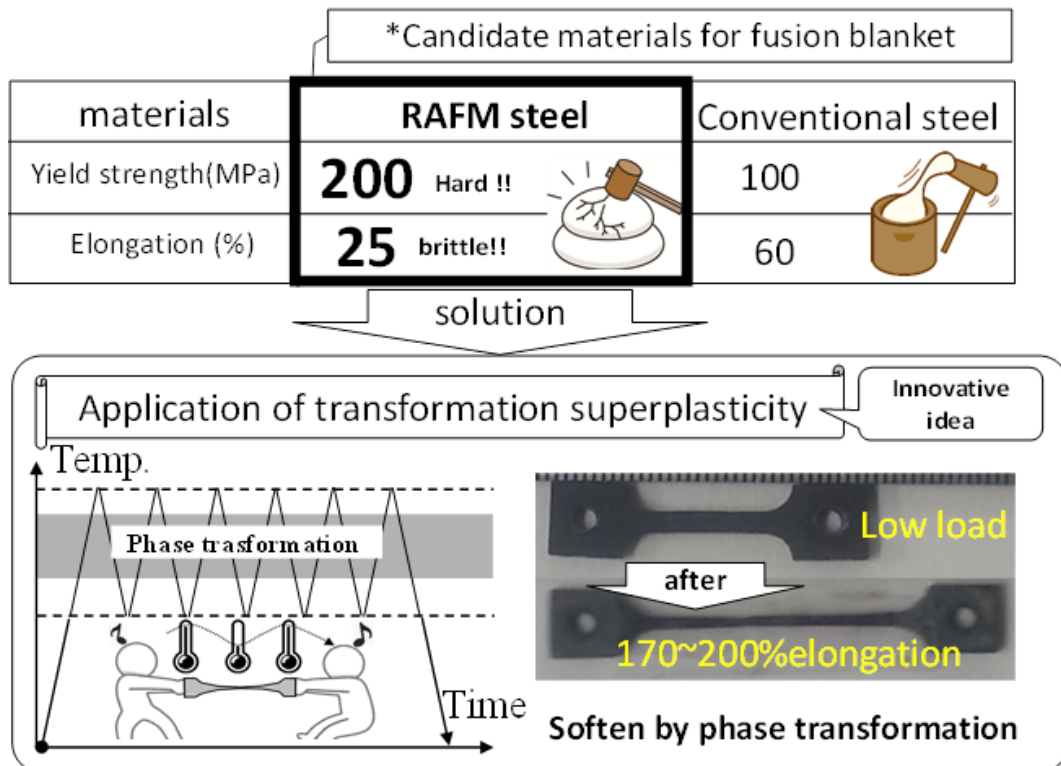 *Candidate materials for fusion blanket
materials
RAFM steel
Conventional steel
Yield strength(MPa)
200 Hard !!
100
Elongation (%)
25 brittle!!
60
solution
Application of transformation superplasticity
Innovative
idea
Temp.
Phase trasformation
Time
Low load
after
170~200%elongation
Soften by phase transformation